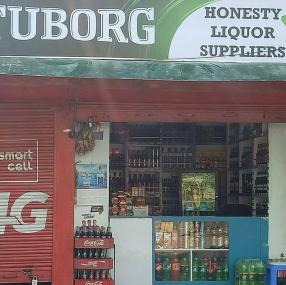 TUBORG
HONESTY
LIQUOR
SUPPLIERS
smart
cell
4G
Coca-Cola